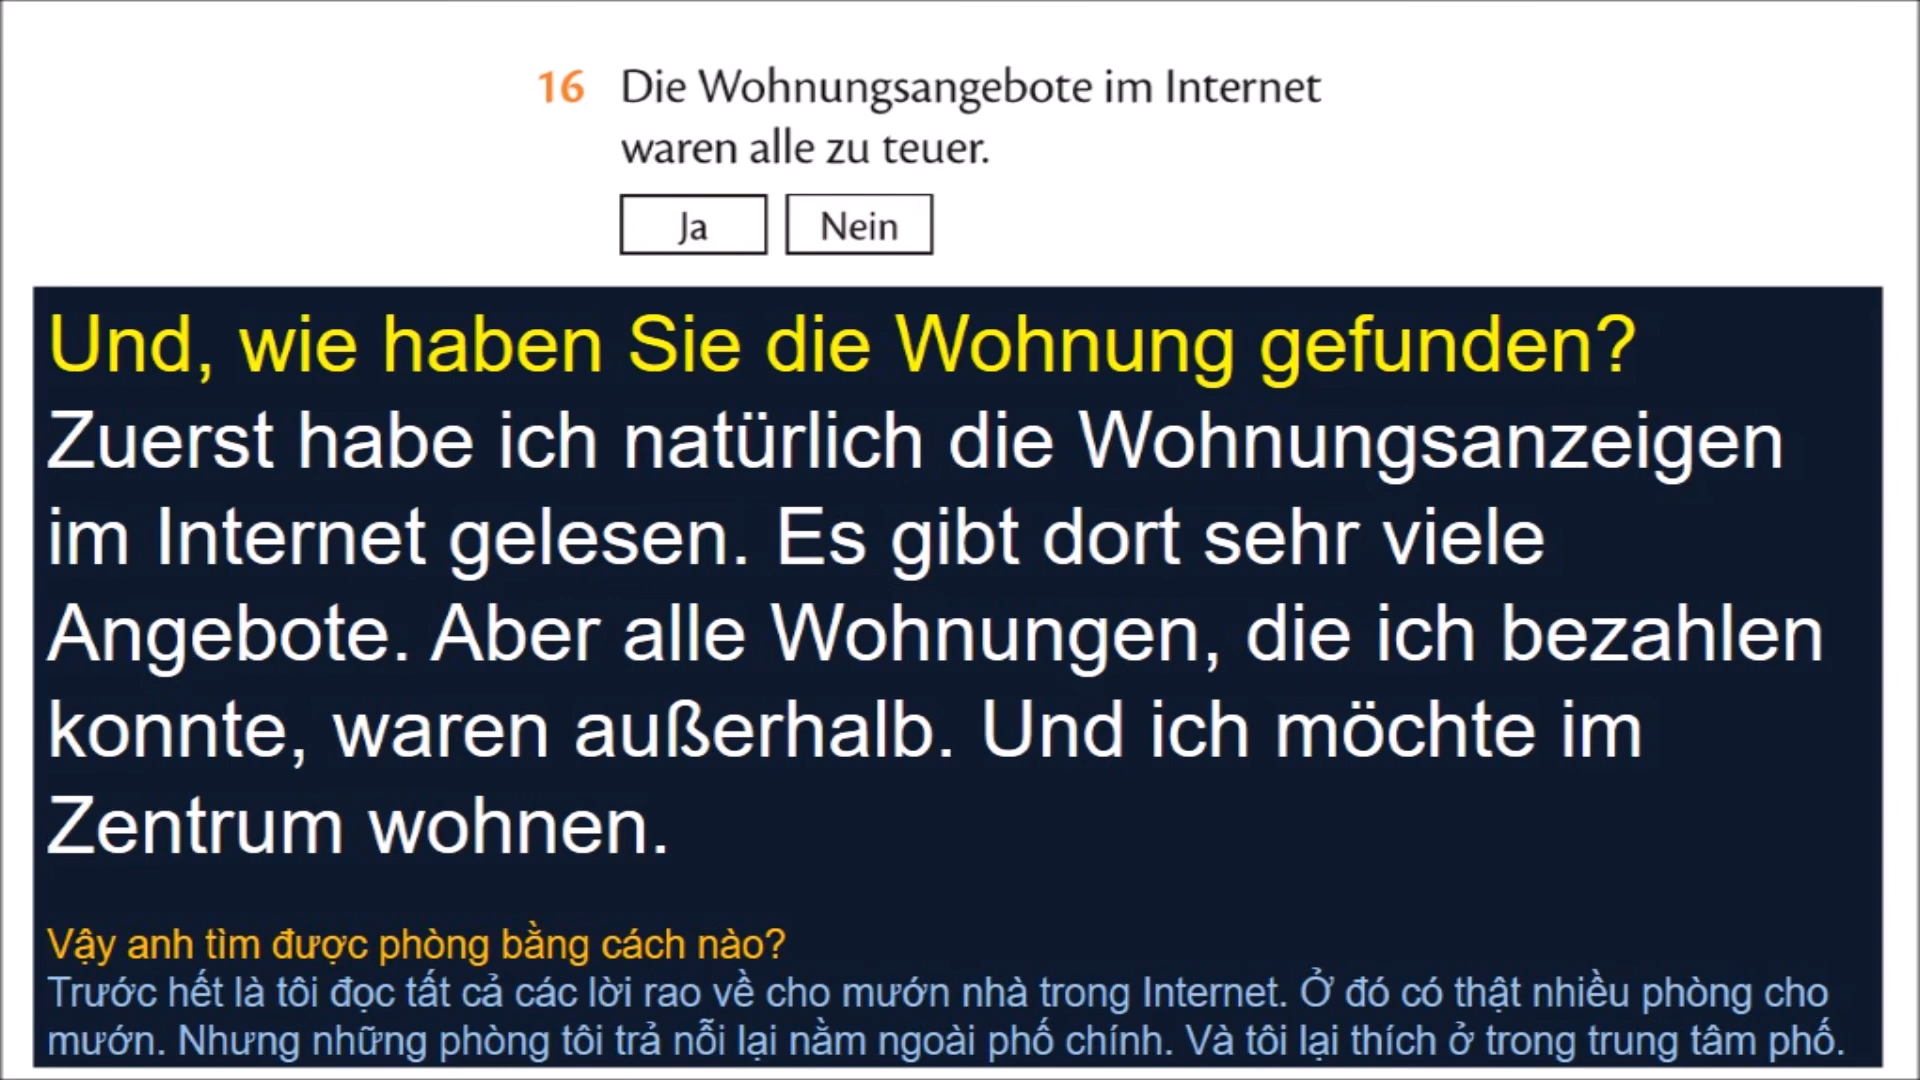 16 Die Wohnungsangebote im Internet
waren alle zu teuer.
Ja Nein
Und, wie haben Sie die Wohnung gefunden?
Zuerst habe ich natürlich die Wohnungsanzeigen
im Internet gelesen. Es gibt dort sehr viele
Angebote. Aber alle Wohnungen, die ich bezahlen
konnte, waren außerhalb. Und ich möchte im
Zentrum wohnen.
Vậy anh tìm được phòng bằng cách nào?
Trước hết là tôi đọc tất cả các lời rao về cho mướn nhà trong Internet. Ở đó có thật nhiều phòng cho
mướn. Nhưng những phòng tôi trả nỗi lại nằm ngoài phố chính. Và tôi lại thích ở trong trung tâm phố.